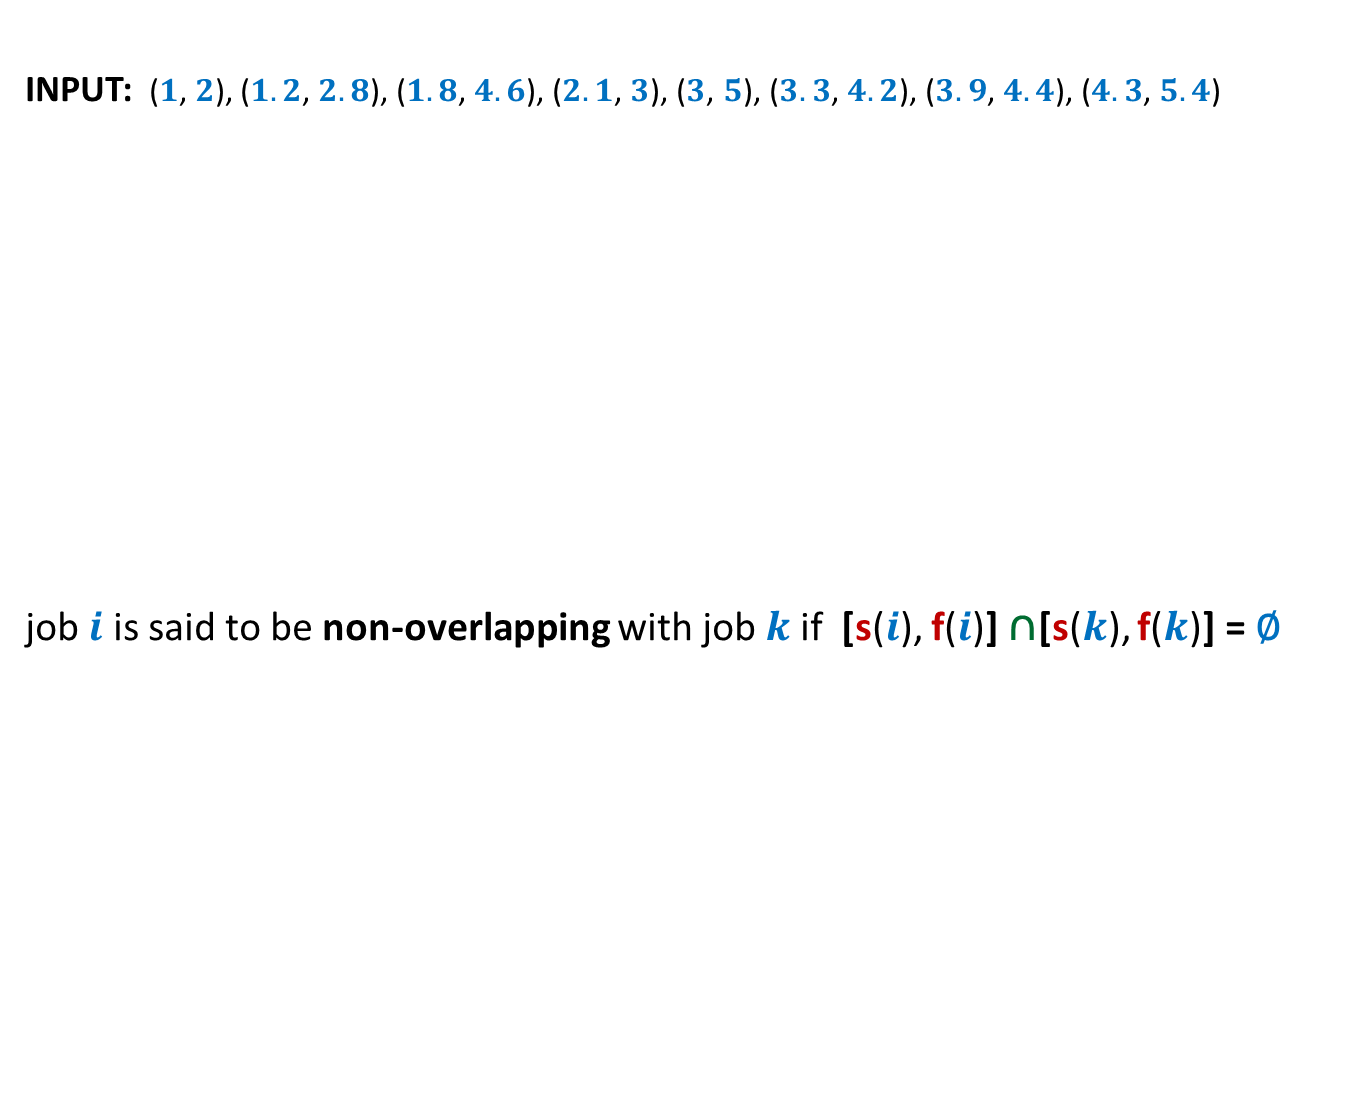 INPUT: (1, 2), (1.2, 2.8), (1.8, 4.6), (2.1, 3), (3, 5), (3.3, 4.2), (3.9, 4.4), (4.3, 5.4)
job i is said to be non-overlapping with job k if [s(i), f(i)] ∩[s(k), f(k)] = ∅